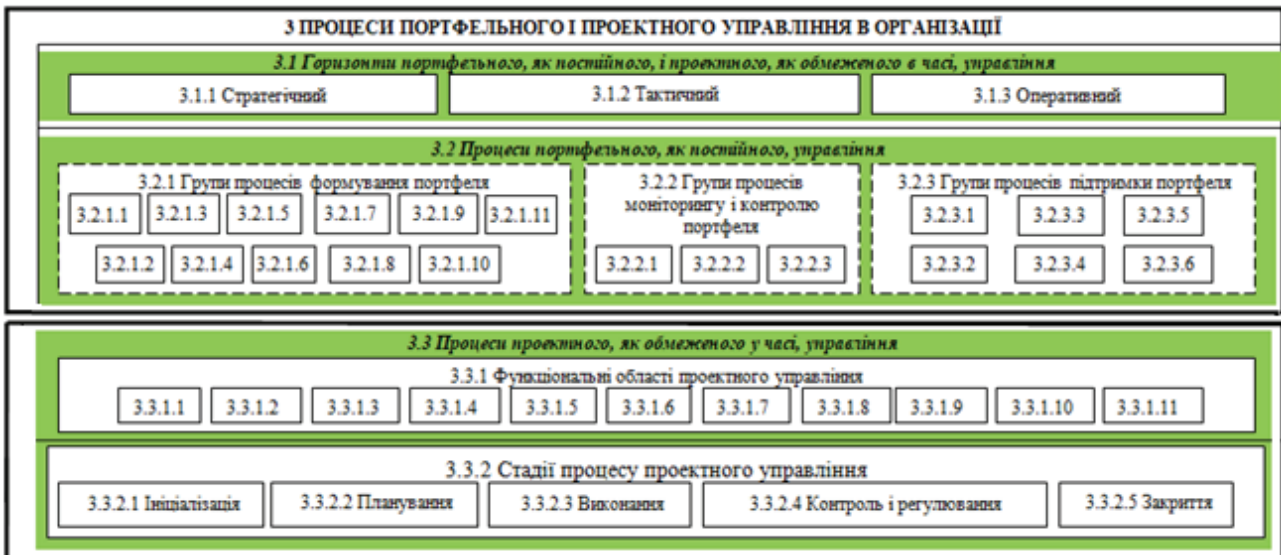 3 ПРОЦЕСИ ПОРТФЕЛЬНОГО І ПРОЕКТНОГО УПРАВЛІННЯ В ОРГАНІЗАЦІЇ
3.1 Горизонти портфельного, як постійного, і проектного, як обмеженого в часі, управління
3.1.1 Стратегічний
3.1.2 Тактичний
3.1.3 Оперативний
3.2 Процеси портфельного, як постійного, управління
3.2.1 Групи процесів формування портфеля
3.2.1.1 3.2.1.3 3.2.1.5 3.2.1.7 3.2.1.9 3.2.1.11
3.2.1.2 3.2.1.4 3.2.1.6 3.2.1.8 3.2.1.10
3.2.2 Групи процесів
моніторингу і контролю
портфеля
3.2.2.1 3.2.2.2 3.2.2.3
3.2.3 Групи процесів підтримки портфеля
3.2.3.1 3.2.3.3 3.2.3.5
3.2.3.2 3.2.3.4 3.2.3.6
3.3 Процеси проектного, як обмеженого у часі, управління
3.3.1 Функціональні області проектного управління
3.3.1.1 3.3.1.2 3.3.1.3 3.3.1.4 3.3.1.5 3.3.1.6 3.3.1.7 3.3.1.8 3.3.1.9 3.3.1.10 3.3.1.11
3.3.2 Стадії процесу проектного управління
3.3.2.1 Ініціалізація
3.3.2.2 Планування
3.3.2.3 Виконання
3.3.2.4 Контроль і регулювання
3.3.2.5 Закриття